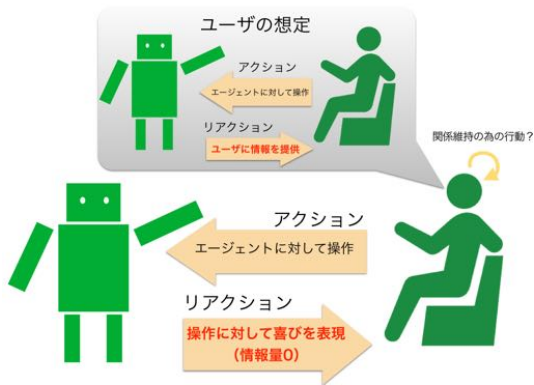 ユーザの想定
アクション
エージェントに対して操作
リアクション
ユーザに情報を提供
関係維持の為の行動？
アクション
エージェントに対して操作
リアクション
操作に対して喜びを表現
（情報量0）